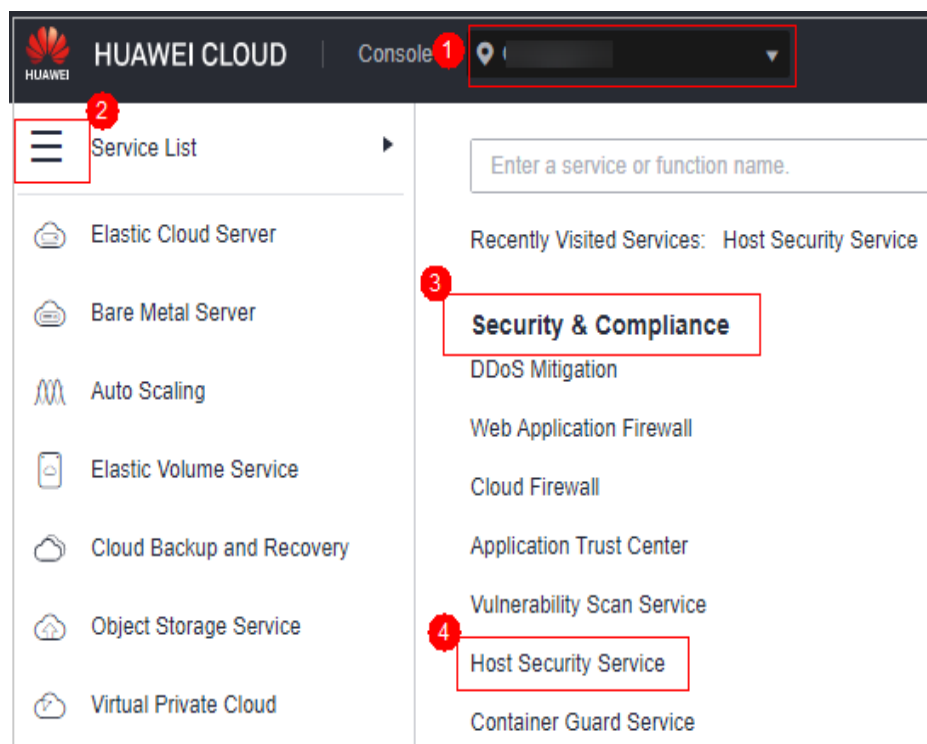 HUAWEI
HUAWEI CLOUD
Console
1
2
Service List
Elastic Cloud Server
Bare Metal Server
Auto Scaling
Elastic Volume Service
Cloud Backup and Recovery
Object Storage Service
Virtual Private Cloud
Enter a service or function name.
Recently Visited Services: Host Security Service
3
Security & Compliance
DDoS Mitigation
Web Application Firewall
Cloud Firewall
Application Trust Center
Vulnerability Scan Service
4
Host Security Service
Container Guard Service